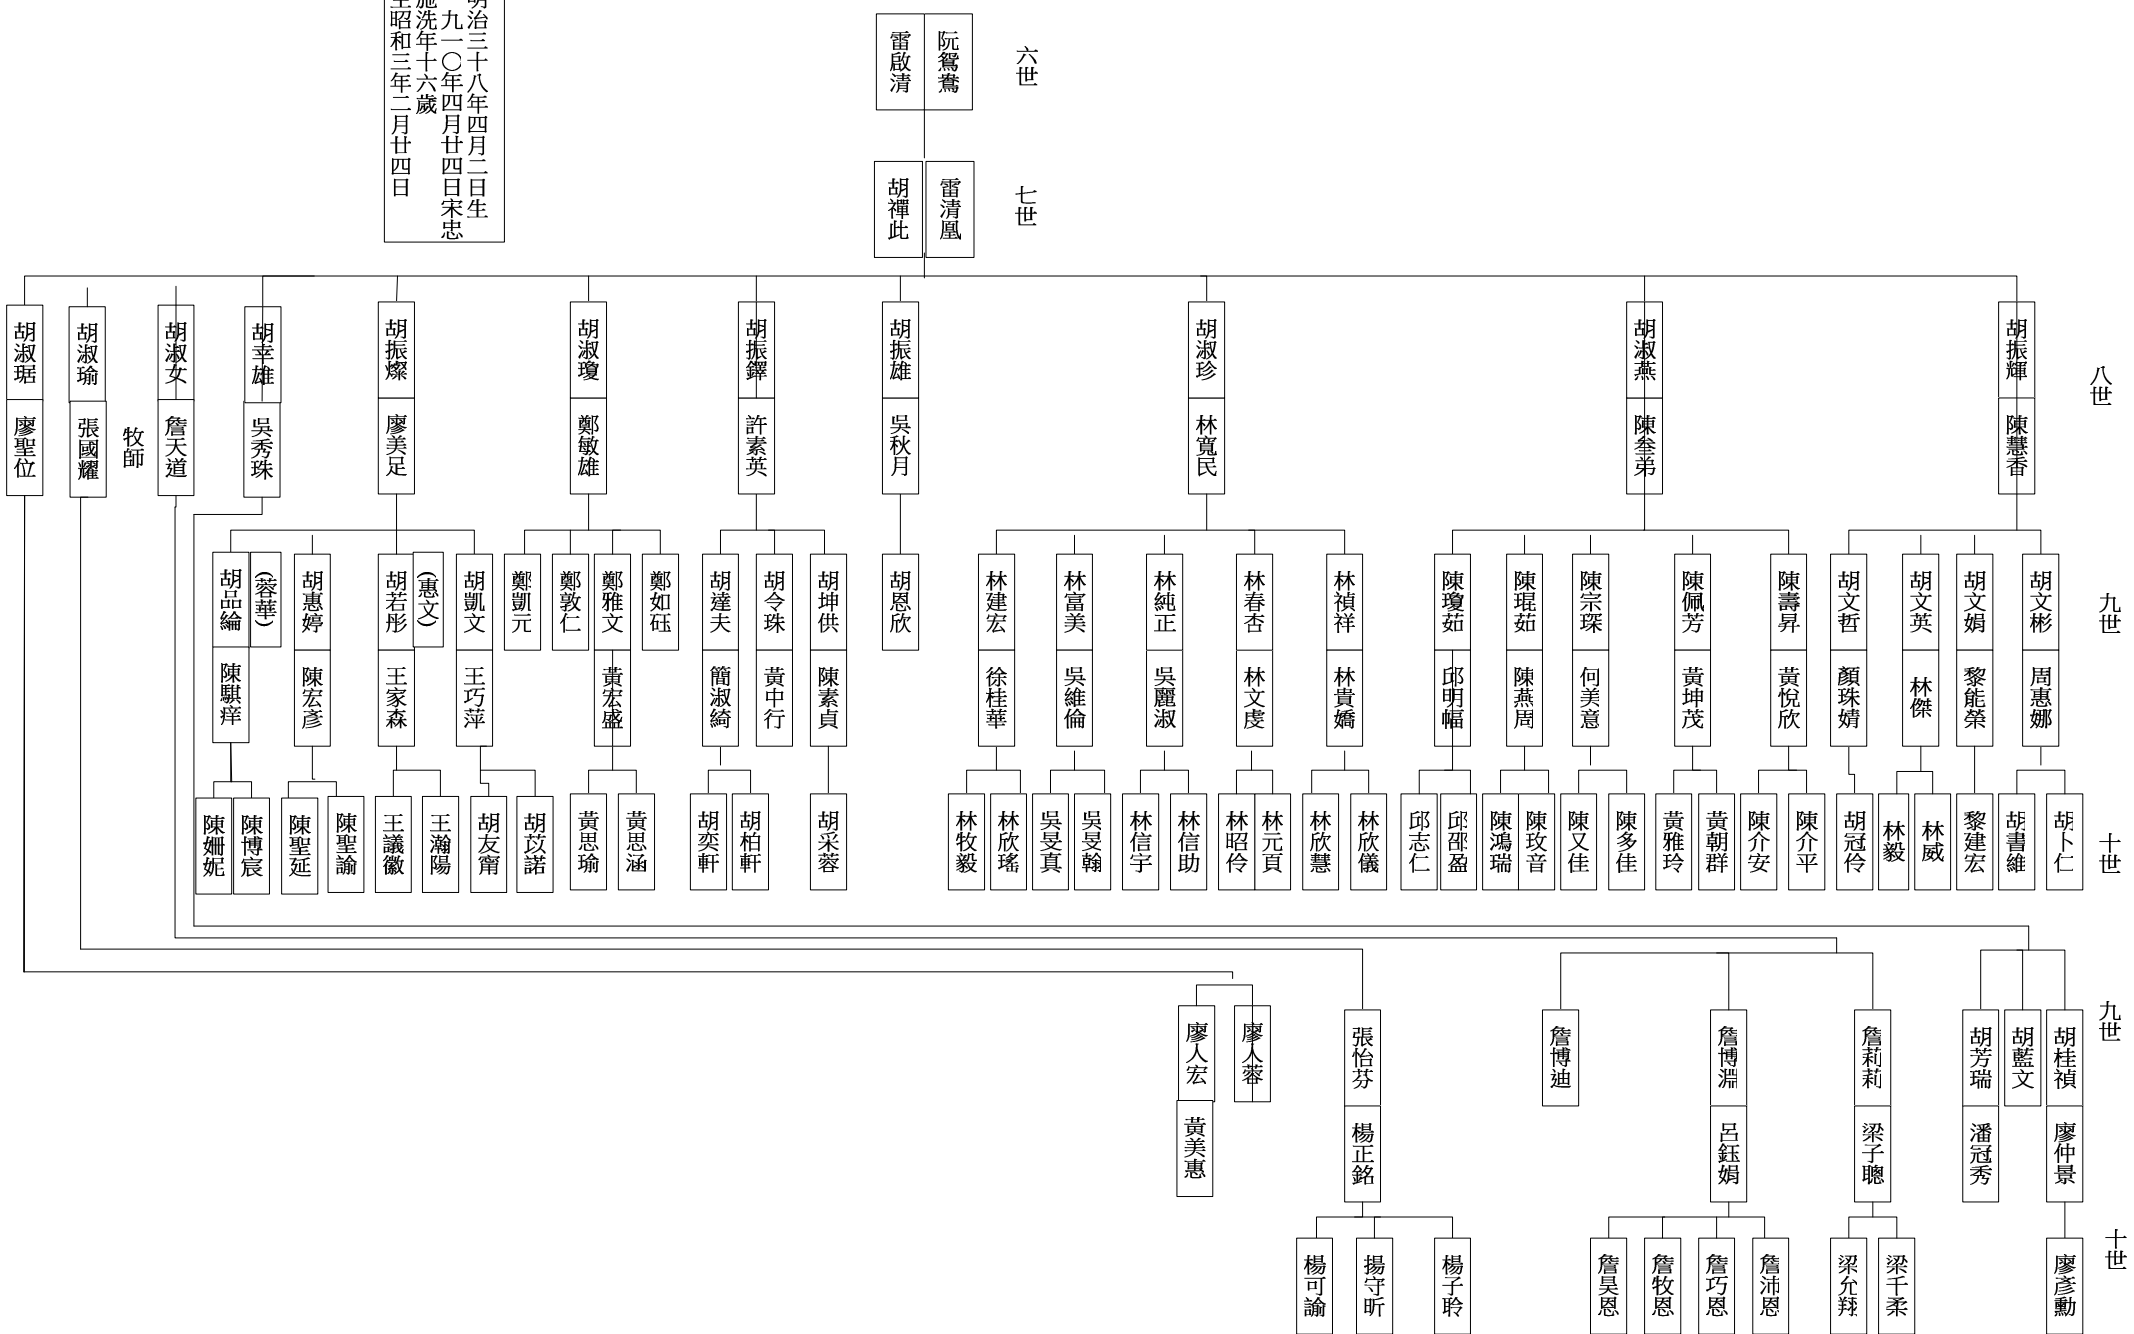 六世
阮鴛鴦
雷啟清
七世
雷清凰
胡禪此
明治三十八年四月二日生
九一〇年四月廿四日宋忠
施洗年十六歲
昭和三年二月廿四日
八世
胡振輝
陳慧香
胡淑燕
陳叁弟
胡淑珍
林寬民
胡振雄
吳秋月
胡振鐸
許素英
胡淑瓊
鄭敏雄
胡振燦
廖美足
胡幸雄
吳秀珠
胡淑女
詹天道
牧師
胡淑瑜
張國耀
胡淑琚
廖聖位
九世
胡文彬
周惠娜
胡文娟
黎能榮
胡文英
林傑
胡文哲
顏珠婧
陳壽昇
黃悅欣
陳佩芳
黃坤茂
陳宗琛
何美意
陳琨茹
陳燕周
陳瓊茹
邱明幅
林禎祥
林貴嬌
林春杏
林文虔
林純正
吳麗淑
林富美
吳維倫
林建宏
徐桂華
胡恩欣
胡坤供
陳素貞
胡令珠
黃中行
胡達夫
簡淑綺
鄭如砡
鄭雅文
黃宏盛
鄭敦仁
鄭凱元
胡凱文
王巧萍
(惠文)
胡若彤
王家森
胡惠婷
陳宏彥
(蓉華)
胡品綸
陳騏痒
十世
胡卜仁
胡書維
黎建宏
林威
林毅
胡冠伶
陳介平
陳介安
黃朝群
黃雅玲
陳多佳
陳又佳
陳玫音
陳鴻瑞
邱邵盈
邱志仁
林欣儀
林欣慧
林元頁
林昭伶
林信助
林信宇
吳旻翰
吳旻真
林欣瑤
林牧毅
胡采蓉
胡柏軒
胡奕軒
黃思涵
黃思瑜
胡苡諾
胡友甯
王瀚陽
王議徽
陳聖諭
陳聖延
陳博宸
陳姍妮
九世
胡桂禎
廖仲景
胡藍文
胡芳瑞
潘冠秀
詹莉莉
梁子聰
詹博淵
呂鈺娟
詹博迪
張怡芬
楊正銘
廖人蓉
廖人宏
黃美惠
十世
廖彥勳
梁千柔
梁允翔
詹沛恩
詹巧恩
詹牧恩
詹昊恩
楊子聆
揚守昕
楊可諭